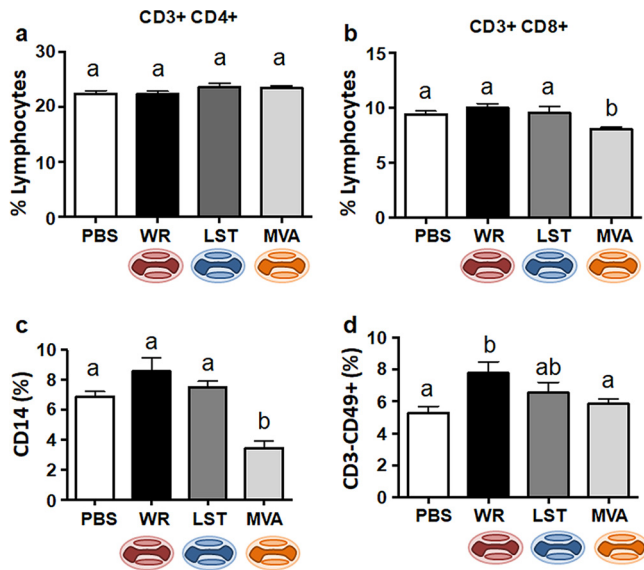 a
CD3+ CD4+
% Lymphocytes
30
20
10
0
a a a a
PBS WR LST MVA
b
CD3+ CD8+
% Lymphocytes
15
10
5
0
a a a b
PBS WR LST MVA
c
CD14 (%)
10
8
6
4
2
0
a a a b
PBS WR LST MVA
d
CD3-CD49+ (%)
10
8
6
4
2
0
a b ab a
PBS WR LST MVA